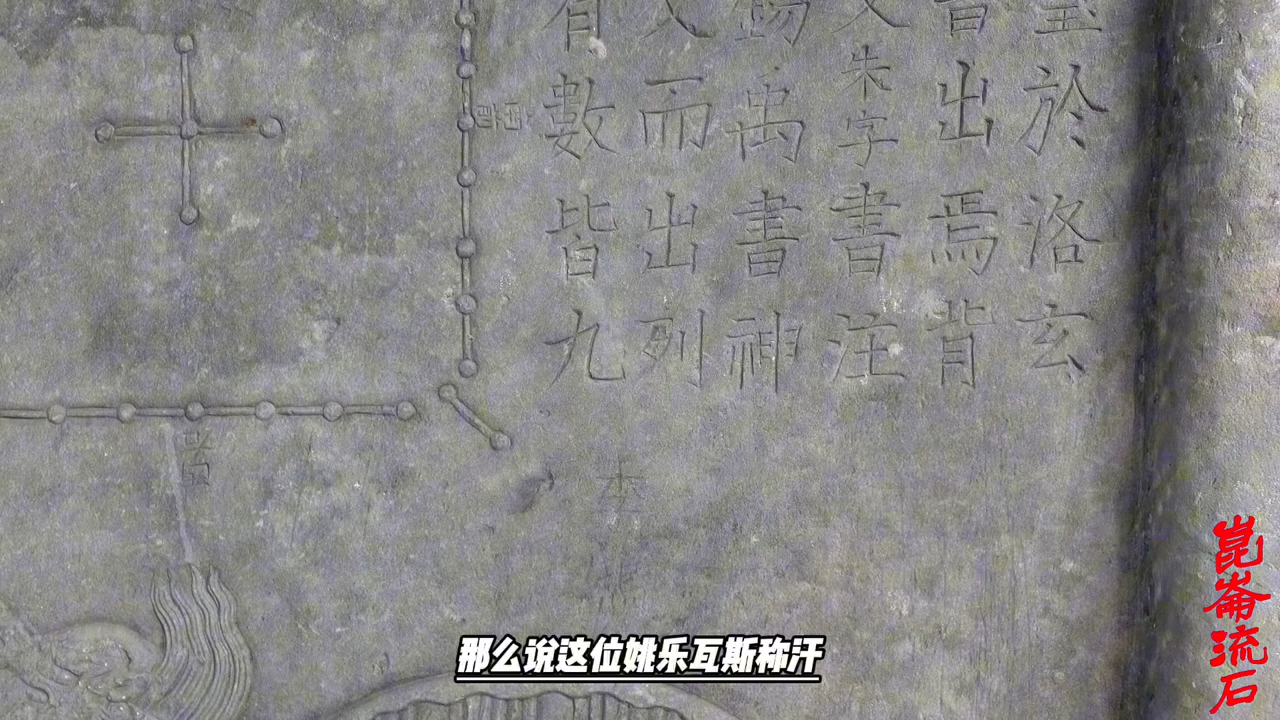 於洛玄
書出焉背
文朱字書注
錫禹書神
文而出列
有數皆九
那么说这位姚乐瓦斯称汗
崑崙流石